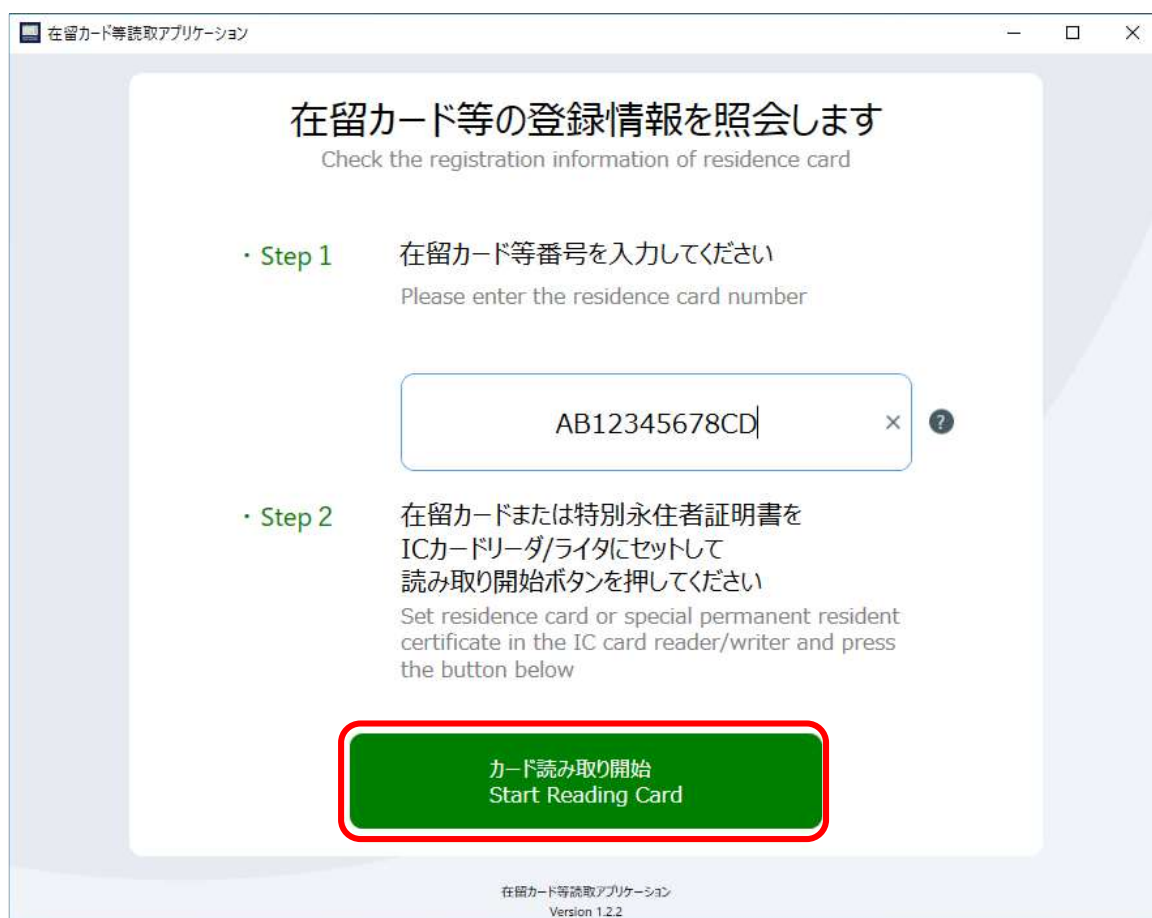 在留カード等読取アプリケーション
在留カード等の登録情報を照会します
Check the registration information of residence card
・Step 1
在留カード等番号を入力してください
Please enter the residence card number
AB12345678CD
×
?
・Step 2
在留カードまたは特別永住者証明書を
ICカードリーダ/ライタにセットして
読み取り開始ボタンを押してください
Set residence card or special permanent resident
certificate in the IC card reader/writer and press
the button below
カード読み取り開始
Start Reading Card
在留カード等読取アプリケーション
Version 1.2.2